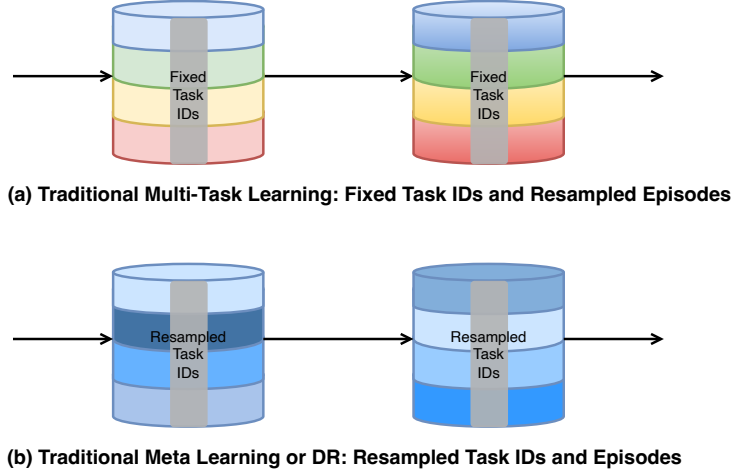 Fixed
Task
IDs
Fixed
Task
IDs
(a) Traditional Multi-Task Learning: Fixed Task IDs and Resampled Episodes
Resampled
Task
IDs
Resampled
Task
IDs
(b) Traditional Meta Learning or DR: Resampled Task IDs and Episodes